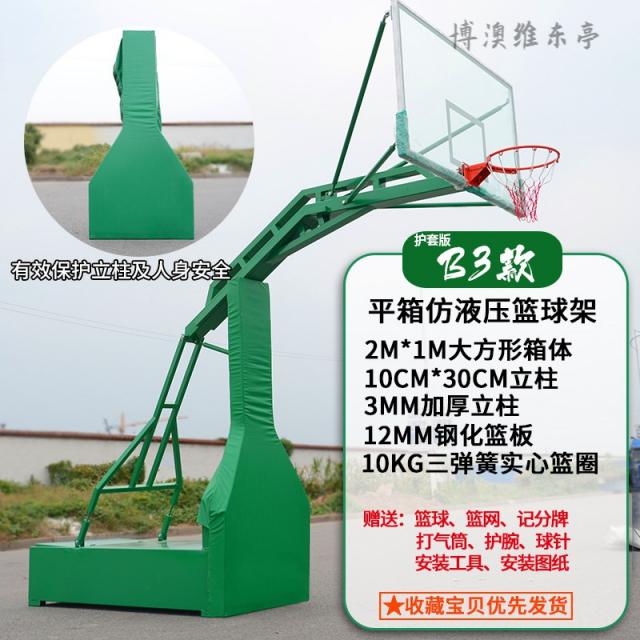 博澳维东亭
有效保护立柱及人身安全
护套版
B3款
平箱仿液压篮球架
2M*1M大方形箱体
10CM*30CM立柱
3MM加厚立柱
12MM钢化篮板
10KG三弹簧实心篮圈
赠送：篮球、篮网、记分牌
打气筒、护腕、球针
安装工具、安装图纸
★收藏宝贝优先发货